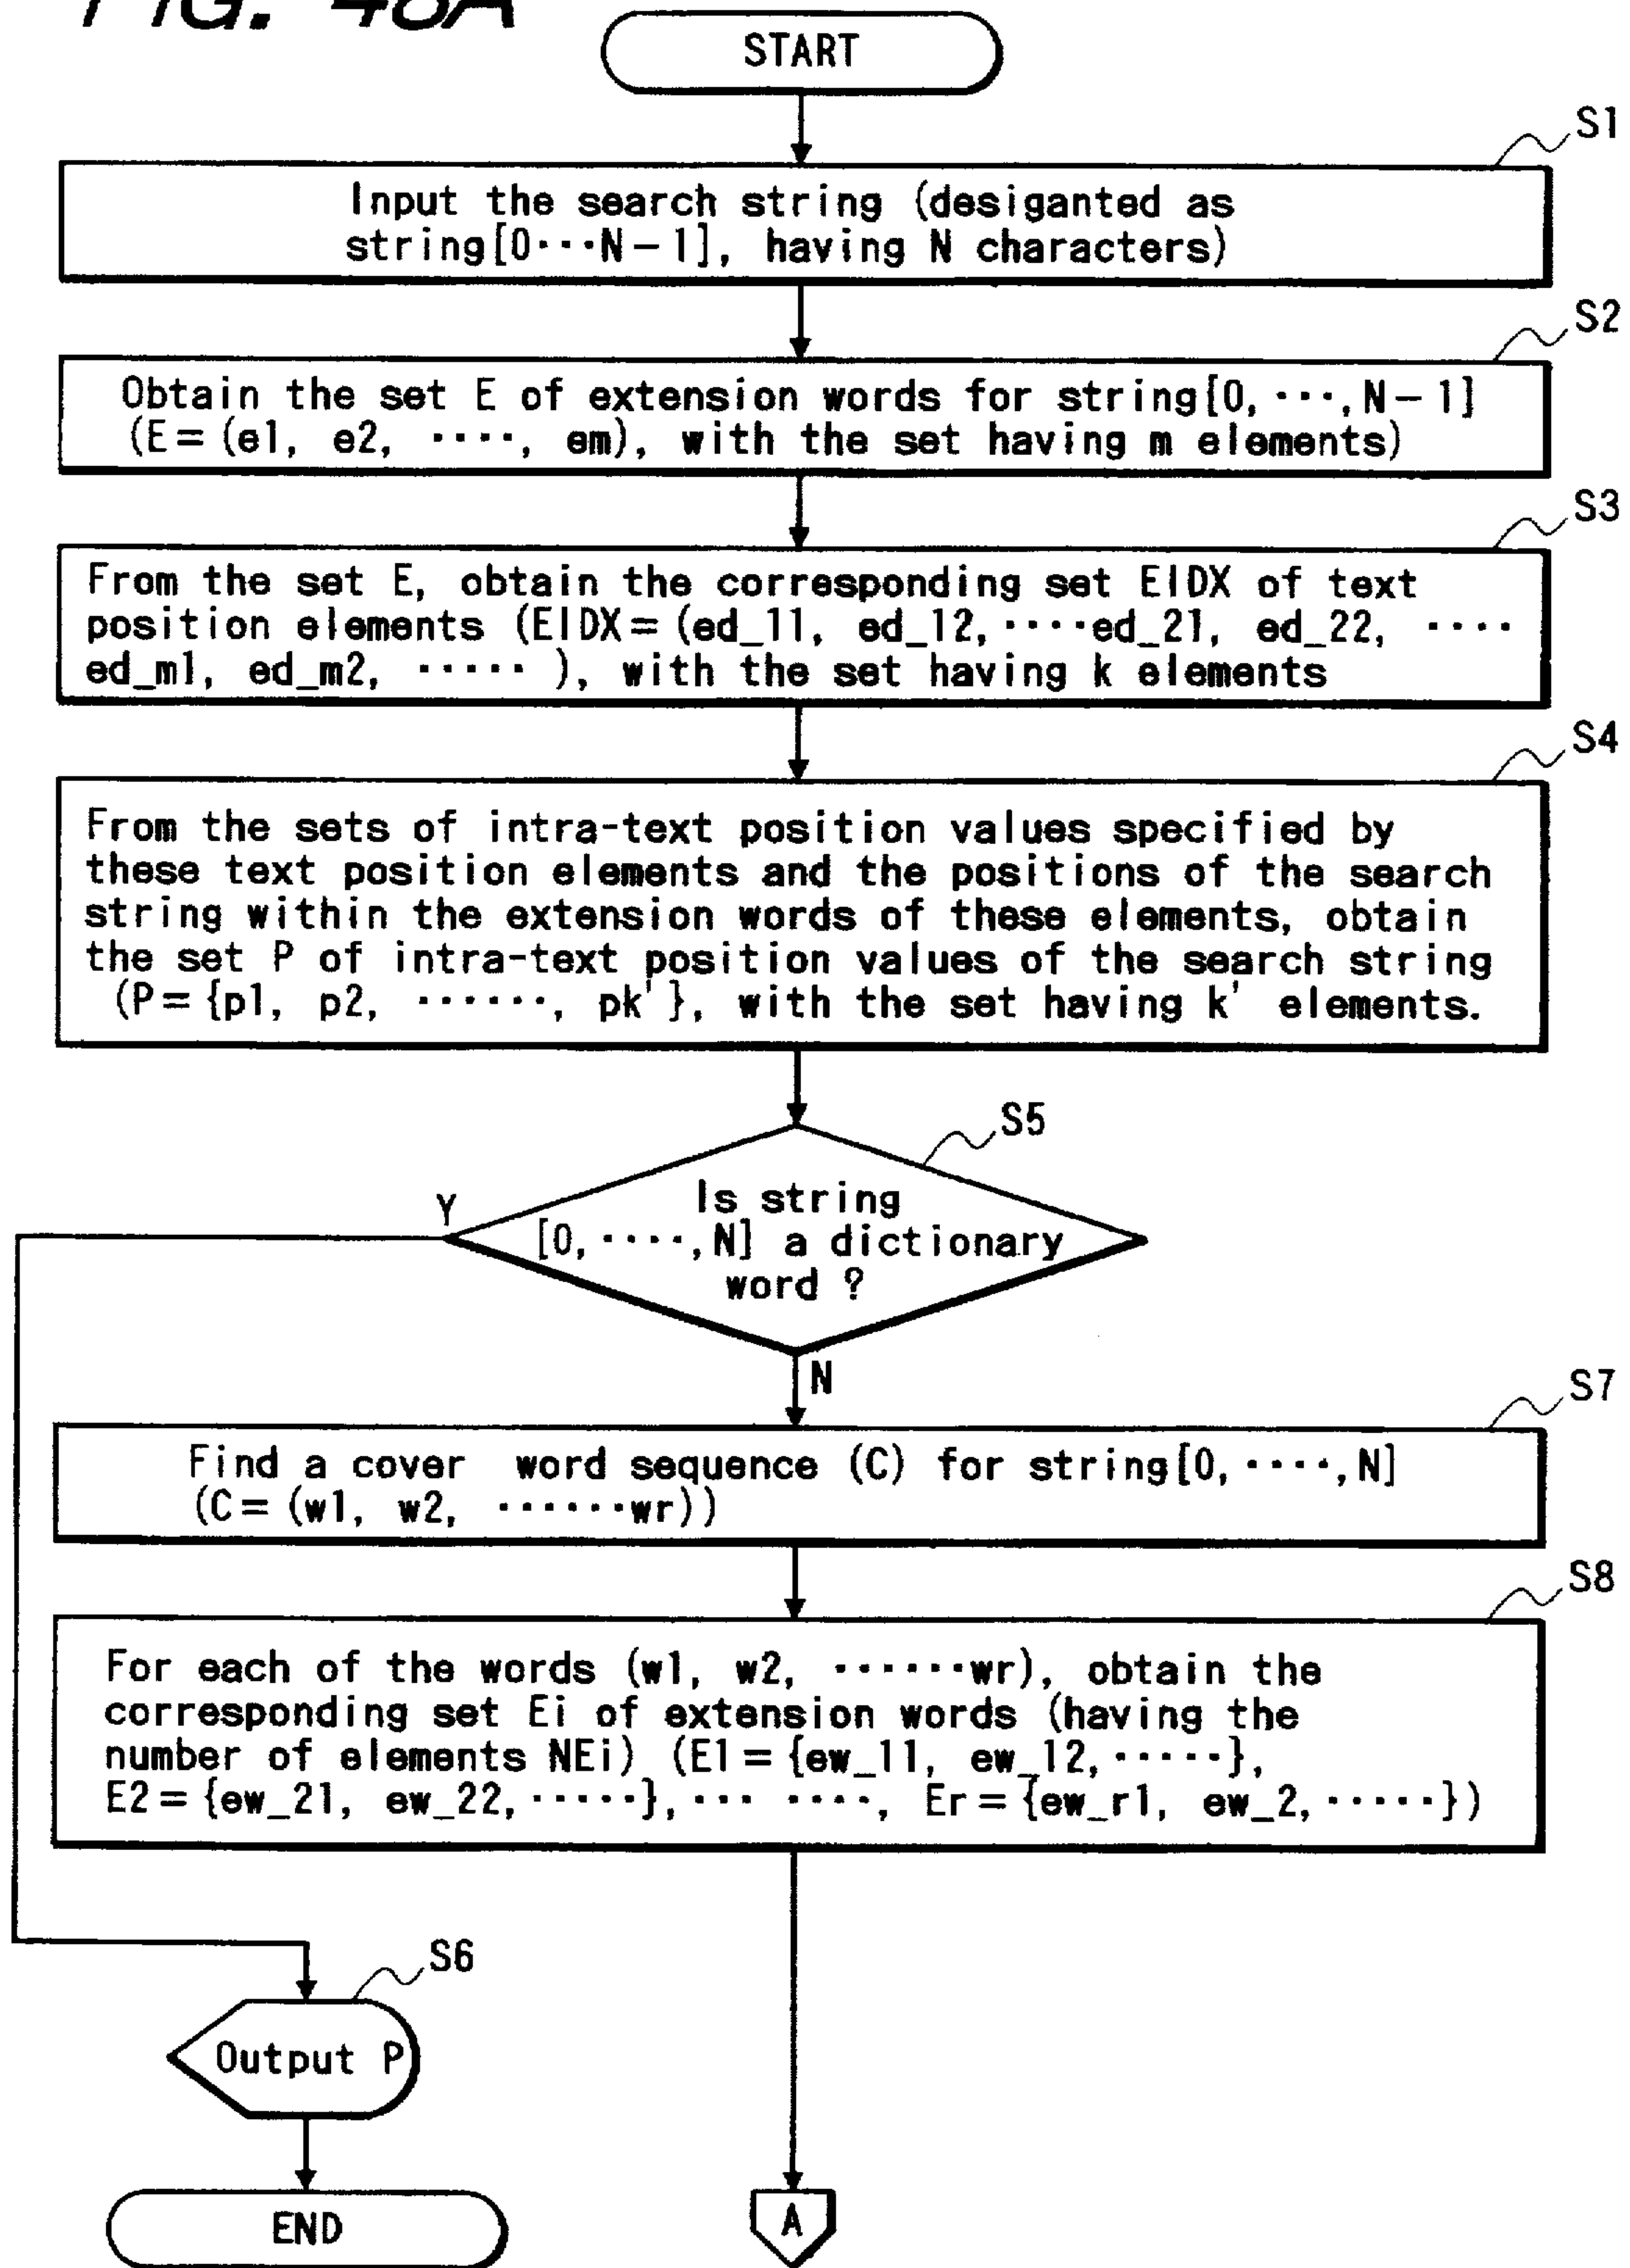 FIG. 48A
START
S1
Input the search string (desiganted as
string[0···N-1], having N characters)
S2
Obtain the set E of extension words for string[0, ···, N-1]
(E=(e1, e2, ····, em), with the set having m elements)
S3
From the set E, obtain the corresponding set EIDX of text
position elements (EIDX=(ed_11, ed_12, ····ed_21, ed_22, ····
ed_m1, ed_m2, ····· ), with the set having k elements
S4
From the sets of intra-text position values specified by
these text position elements and the positions of the search
string within the extension words of these elements, obtain
the set P of intra-text position values of the search string
(P={p1, p2, ······, pk'}, with the set having k' elements.
S5
Y
Is string
[0, ····, N] a dictionary
word ?
N
S7
Find a cover word sequence (C) for string[0, ····, N]
(C=(w1, w2, ······wr))
S8
For each of the words (w1, w2, ······wr), obtain the
corresponding set Ei of extension words (having the
number of elements NEi) (E1={ew_11, ew_12, ·····},
E2={ew_21, ew_22, ·····}, ··· ····, Er={ew_r1, ew_2, ·····})
S6
Output P
END
A